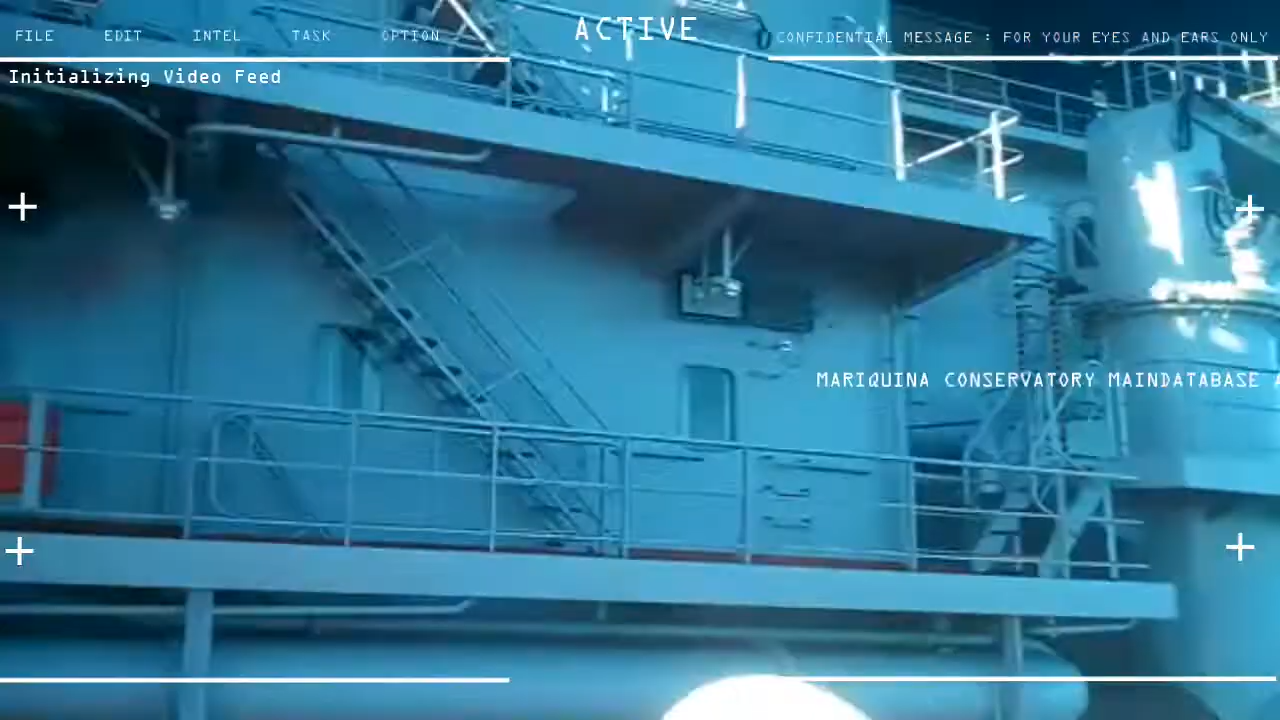 FILE EDIT INTEL TASK OPTION
ACTIVE
CONFIDENTIAL MESSAGE : FOR YOUR EYES AND EARS ONLY
Initializing Video Feed
MARIQUINA CONSERVATORY MAINDATABASE